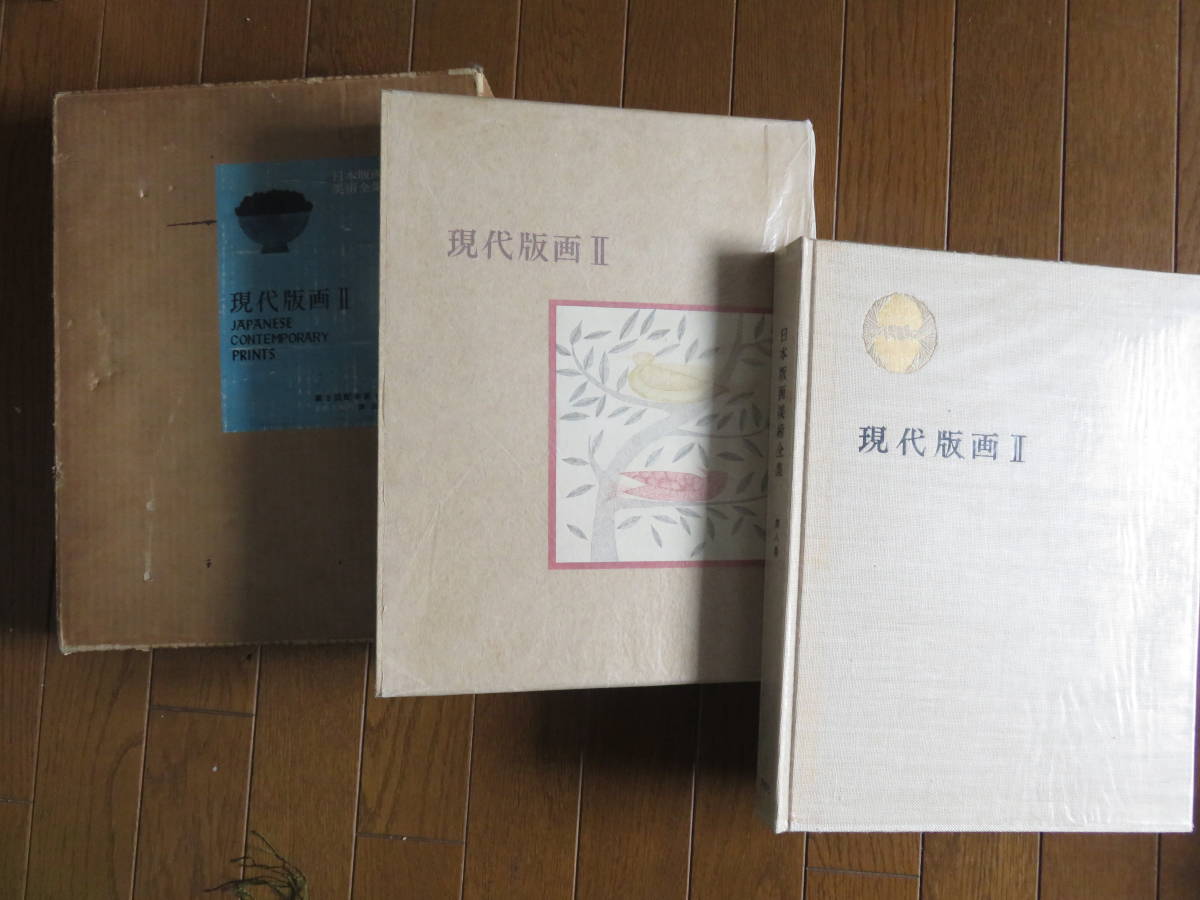 日本版画
美術全集
現代版画 II
JAPANESE
CONTEMPORARY
PRINTS
現代版画 II
日本版画美術全集
第八巻
現代版画 II